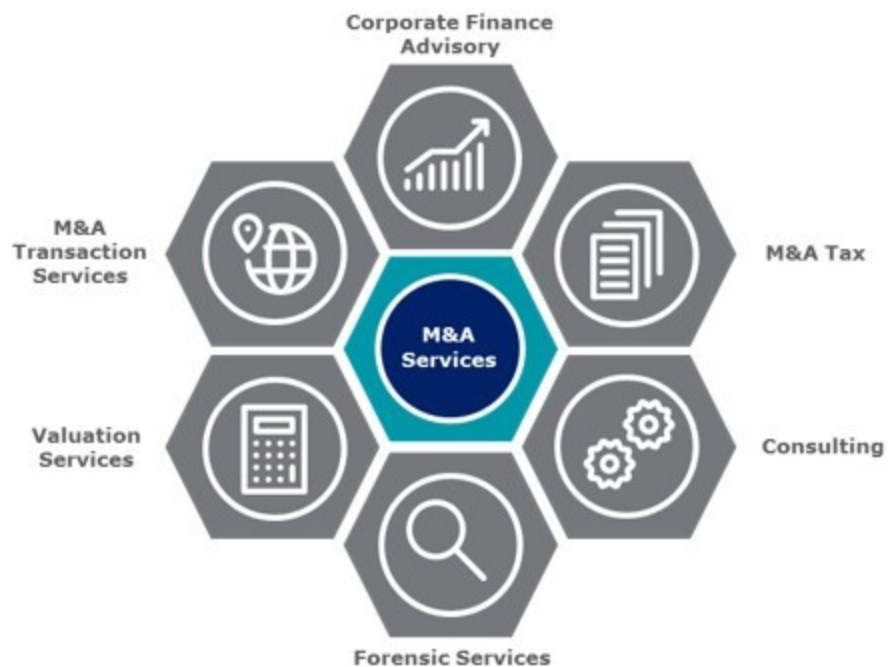 Corporate Finance
Advisory
M&A
Transaction
Services
M&A Tax
M&A
Services
Valuation
Services
Consulting
Forensic Services